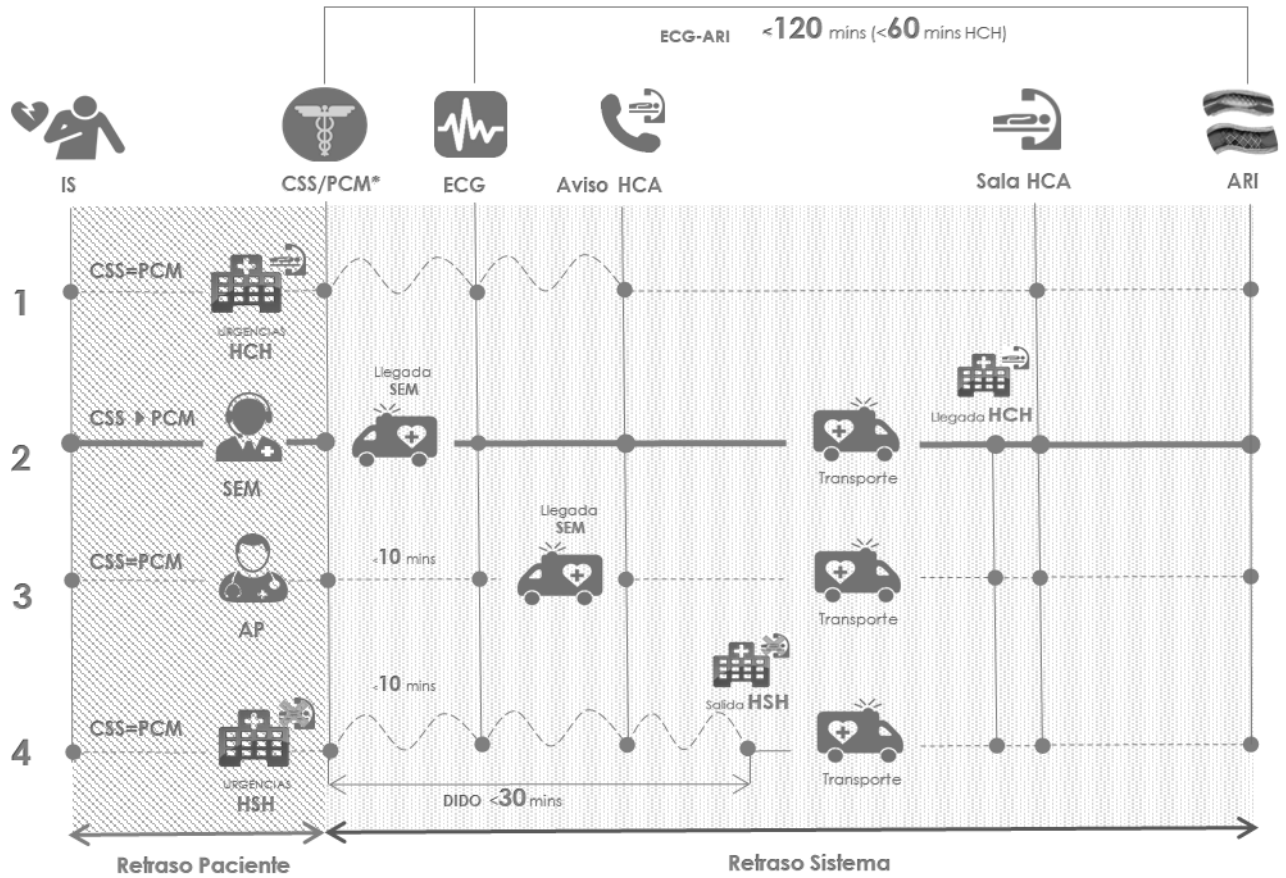 ECG-ARI <120 mins (<60 mins HCH)
IS
CSS/PCM*
ECG
Aviso HCA
Sala HCA
ARI
1
CSS=PCM
URGENCIAS
HCH
2
CSS ▶ PCM
SEM
Llegada
SEM
Transporte
Llegada HCH
3
CSS=PCM
AP
<10 mins
Llegada
SEM
Transporte
4
CSS=PCM
URGENCIAS
HSH
<10 mins
Salida HSH
Transporte
DIDO <30 mins
Retraso Paciente
Retraso Sistema